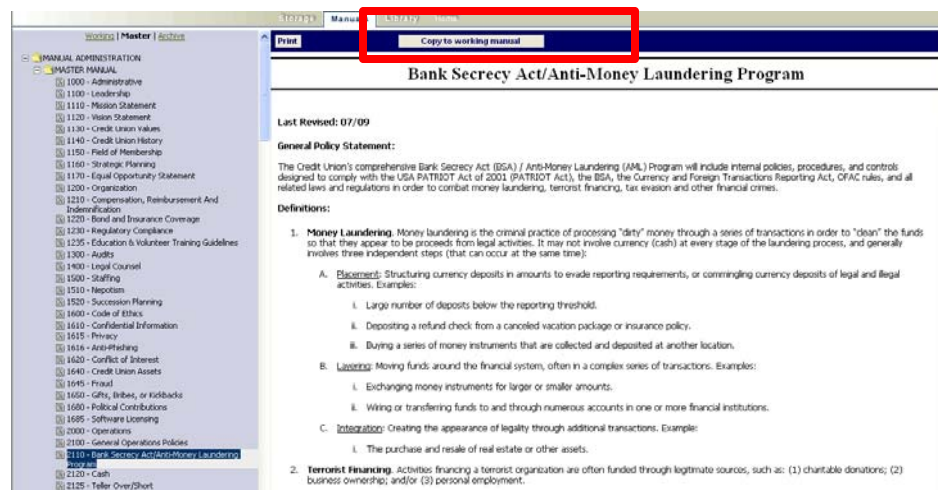 Storage Manuals Library Home
Working | Master | Archive
Print
Copy to working manual
MANUAL ADMINISTRATION
MASTER MANUAL
1000 - Administrative
1100 - Leadership
1110 - Mission Statement
1120 - Vision Statement
1130 - Credit Union Values
1140 - Credit Union History
1150 - Field of Membership
1160 - Strategic Planning
1170 - Equal Opportunity Statement
1200 - Organization
1210 - Compensation, Reimbursement And
Indemnification
1220 - Bond and Insurance Coverage
1230 - Regulatory Compliance
1235 - Education & Volunteer Training Guidelines
1300 - Audits
1400 - Legal Counsel
1500 - Staffing
1510 - Nepotism
1520 - Succession Planning
1600 - Code of Ethics
1610 - Confidential Information
1615 - Privacy
1616 - Anti-Phishing
1620 - Conflict of Interest
1640 - Credit Union Assets
1645 - Fraud
1650 - Gifts, Bribes, or Kickbacks
1680 - Political Contributions
1685 - Software Licensing
2000 - Operations
2100 - General Operations Policies
2110 - Bank Secrecy Act/Anti-Money Laundering
Program
2120 - Cash
2125 - Teller Over/Short
Bank Secrecy Act/Anti-Money Laundering Program
Last Revised: 07/09
General Policy Statement:
The Credit Union's comprehensive Bank Secrecy Act (BSA) / Anti-Money Laundering (AML) Program will include internal policies, procedures, and controls
designed to comply with the USA PATRIOT Act of 2001 (PATRIOT Act), the BSA, the Currency and Foreign Transactions Reporting Act, OFAC rules, and all
related laws and regulations in order to combat money laundering, terrorist financing, tax evasion and other financial crimes.
Definitions:
1. Money Laundering. Money laundering is the criminal practice of processing "dirty" money through a series of transactions in order to "clean" the funds
so that they appear to be proceeds from legal activities. It may not involve currency (cash) at every stage of the laundering process, and generally
involves three independent steps (that can occur at the same time):
A. Placement: Structuring currency deposits in amounts to evade reporting requirements, or commingling currency deposits of legal and illegal
activities. Examples:
i. Large number of deposits below the reporting threshold.
ii. Depositing a refund check from a canceled vacation package or insurance policy.
iii. Buying a series of money instruments that are collected and deposited at another location.
B. Layering: Moving funds around the financial system, often in a complex series of transactions. Examples:
i. Exchanging money instruments for larger or smaller amounts.
ii. Wiring or transferring funds to and through numerous accounts in one or more financial institutions.
C. Integration: Creating the appearance of legality through additional transactions. Example:
i. The purchase and resale of real estate or other assets.
2. Terrorist Financing. Activities financing a terrorist organization are often funded through legitimate sources, such as: (1) charitable donations; (2)
business ownership; and/or (3) personal employment.